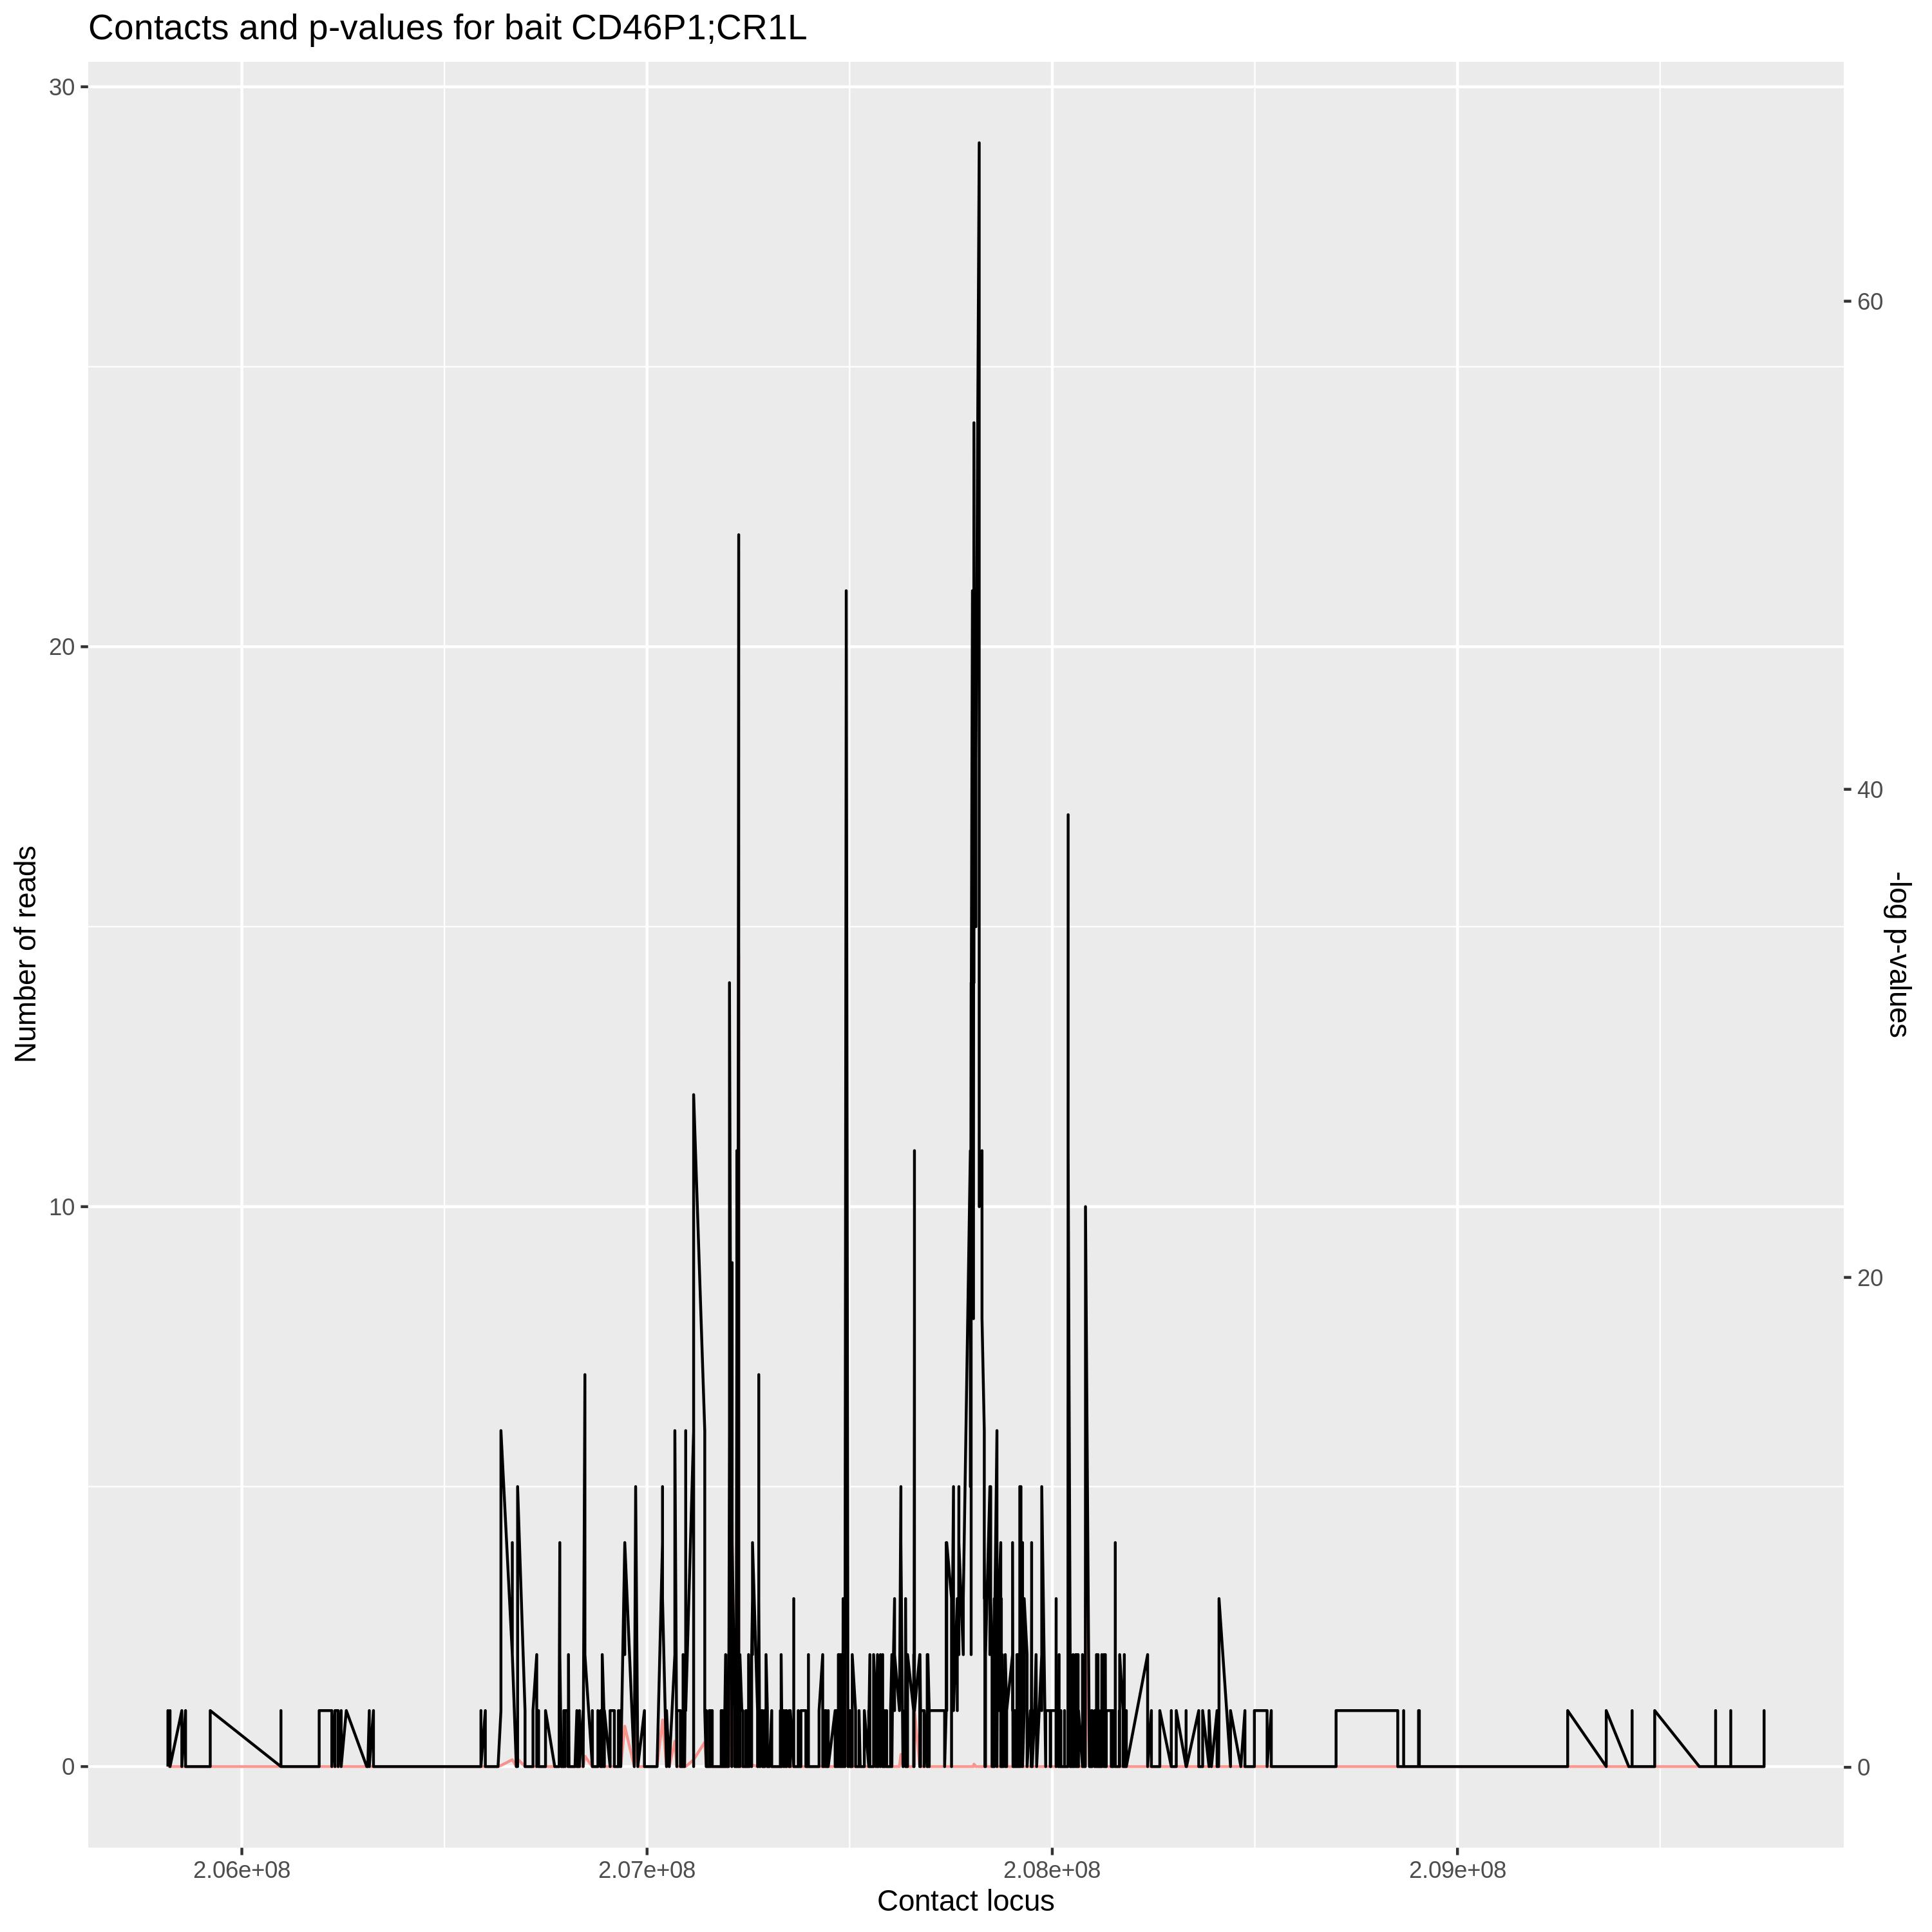 Contacts and p-values for bait CD46P1;CR1L
30
20
10
0
Number of reads
60
40
20
0
-log p-values
2.06e+08
2.07e+08
2.08e+08
2.09e+08
Contact locus